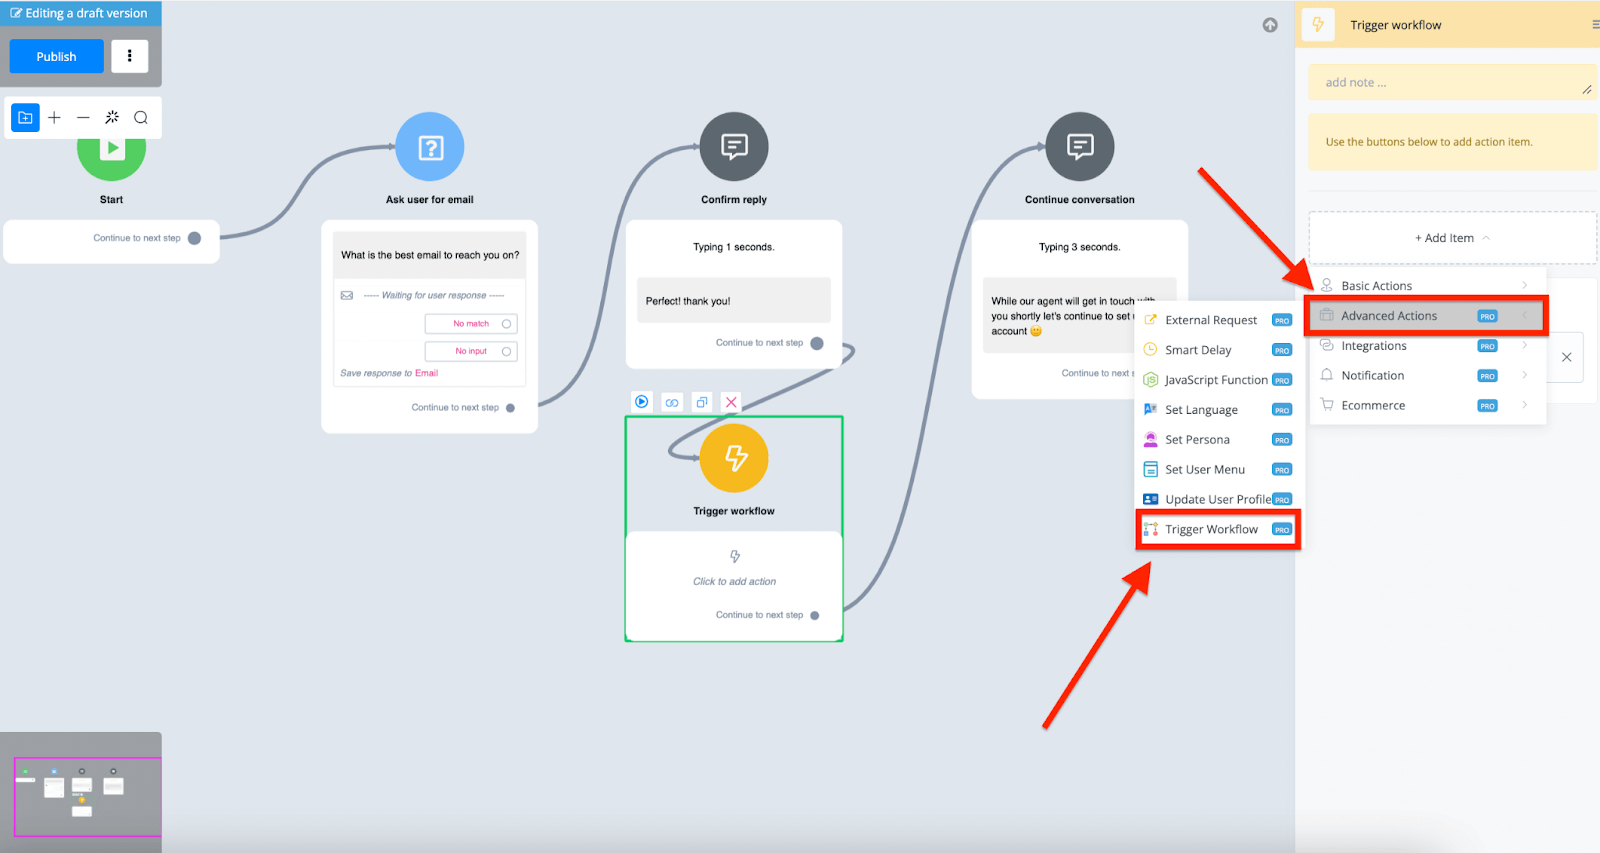 Editing a draft version
Publish
Start
Continue to next step
Ask user for email
What is the best email to reach you on?
----- Waiting for user response -----
No match
No input
Save response to Email
Continue to next step
Confirm reply
Typing 1 seconds.
Perfect! thank you!
Continue to next step
Trigger workflow
Click to add action
Continue to next step
Continue conversation
Typing 3 seconds.
While our agent will get in touch with
you shortly let's continue to set
account 🙂
Continue to next
External Request PRO
Smart Delay PRO
JavaScript Function PRO
Set Language PRO
Set Persona PRO
Set User Menu PRO
Update User Profile PRO
Trigger Workflow PRO
Trigger workflow
add note ...
Use the buttons below to add action item.
+ Add Item
Basic Actions
Advanced Actions PRO
Integrations PRO
Notification PRO
Ecommerce PRO